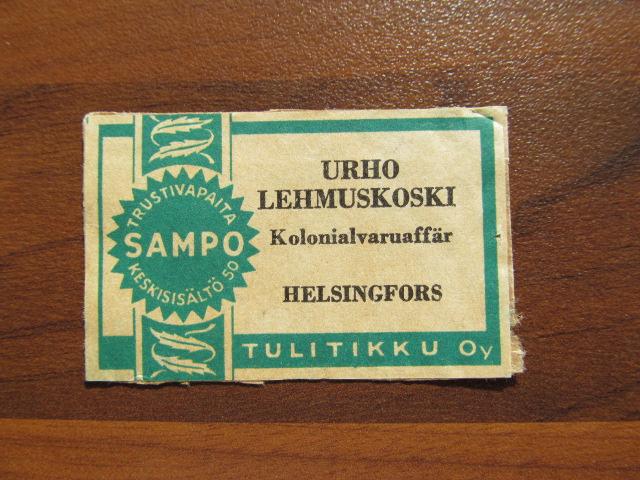 TRUSTIVAPAITA
SAMPO
KESKISISÄLTÖ 50
URHO
LEHMUSKOSKI
Kolonialvaruaffär
HELSINGFORS
TULITIKKU Oy